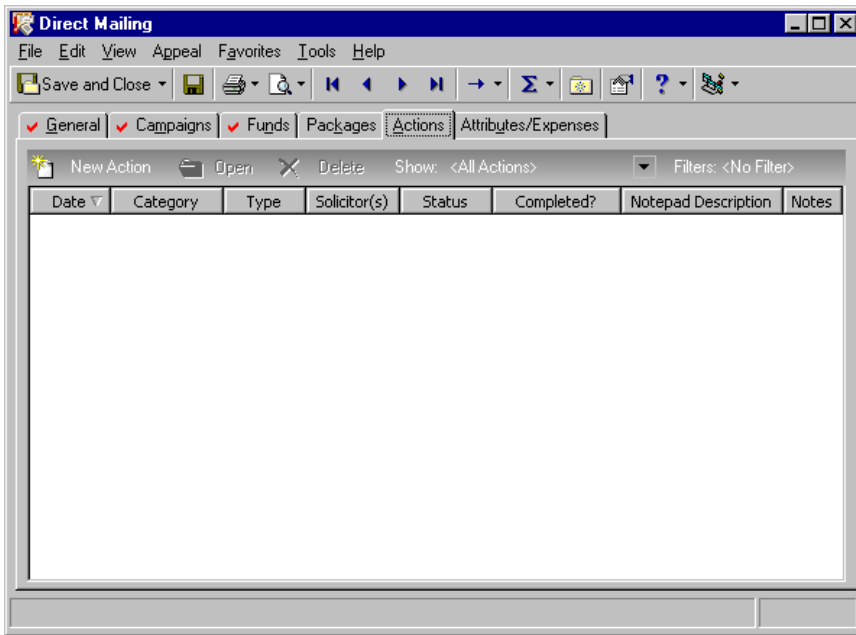 Direct Mailing
File Edit View Appeal Favorites Tools Help
Save and Close
General Campaigns Funds Packages Actions Attributes/Expenses
New Action Open Delete Show: <All Actions> Filters: <No Filter>
Date Category Type Solicitor(s) Status Completed? Notepad Description Notes